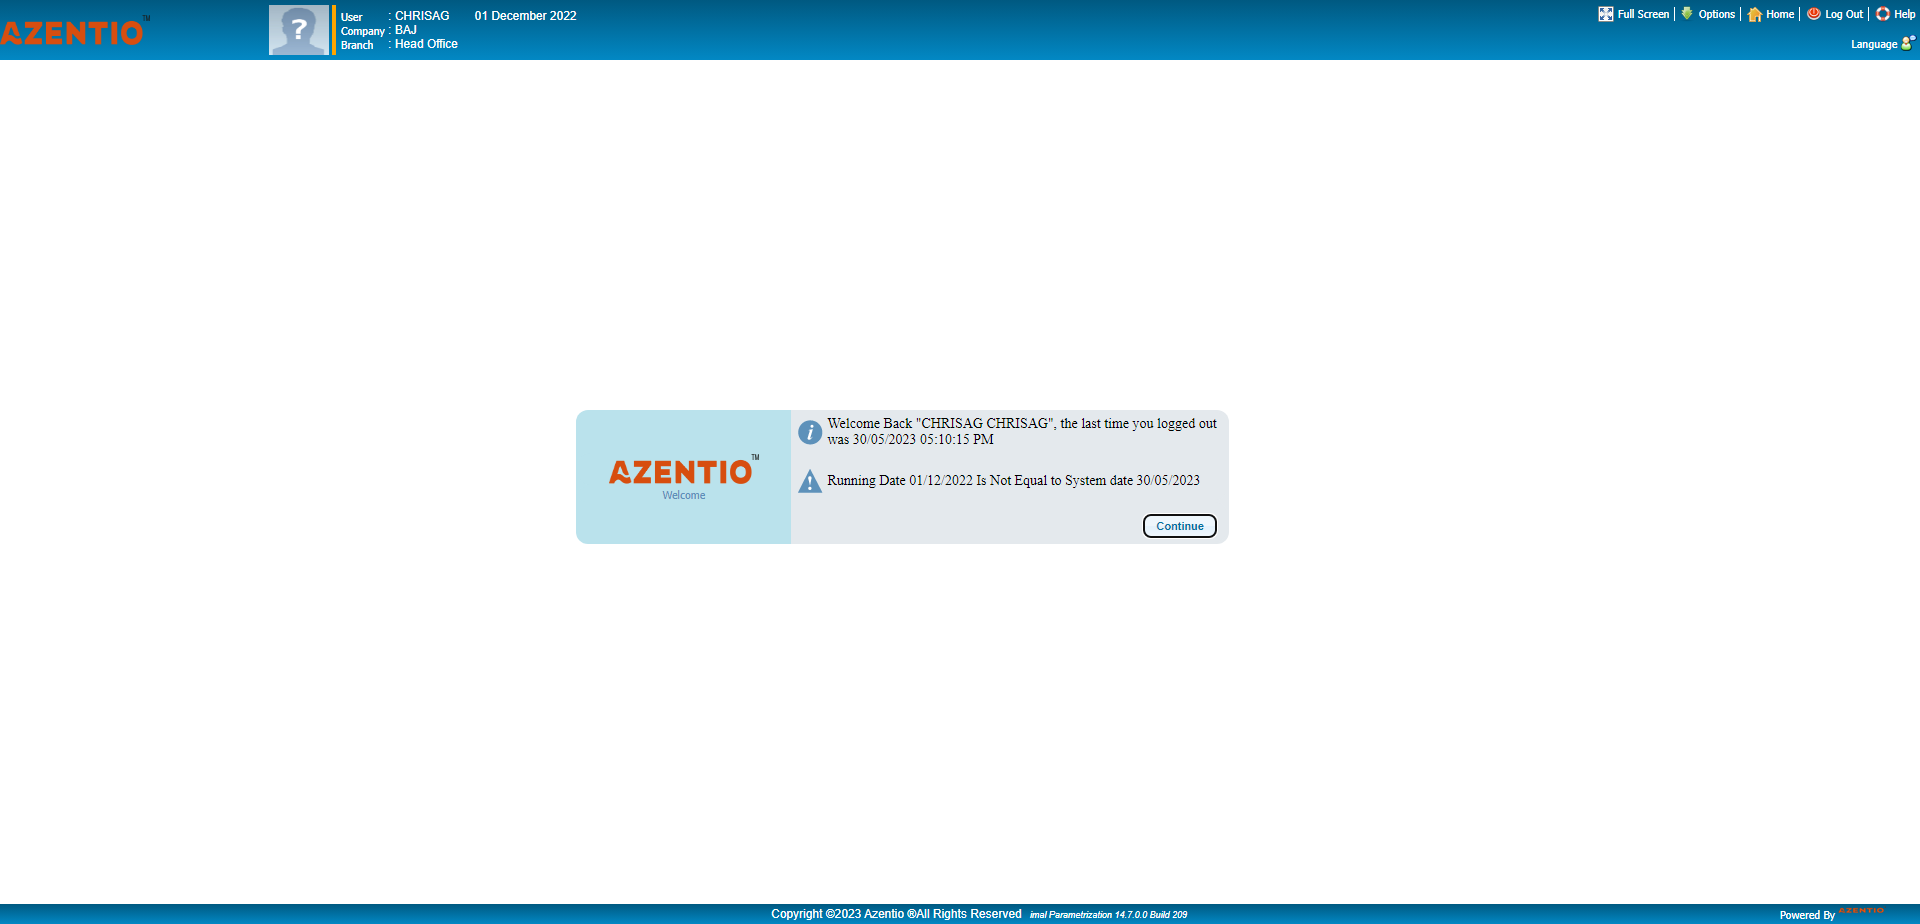 AZENTIO™
?
User : CHRISAG 01 December 2022
Company : BAJ
Branch : Head Office
Full Screen Options Home Log Out Help
Language
Welcome Back "CHRISAG CHRISAG", the last time you logged out
was 30/05/2023 05:10:15 PM
AZENTIO™
Welcome
Running Date 01/12/2022 Is Not Equal to System date 30/05/2023
Continue
Copyright ©2023 Azentio ®All Rights Reserved imal Parametrization 14.7.0.0 Build 209
Powered By AZENTIO